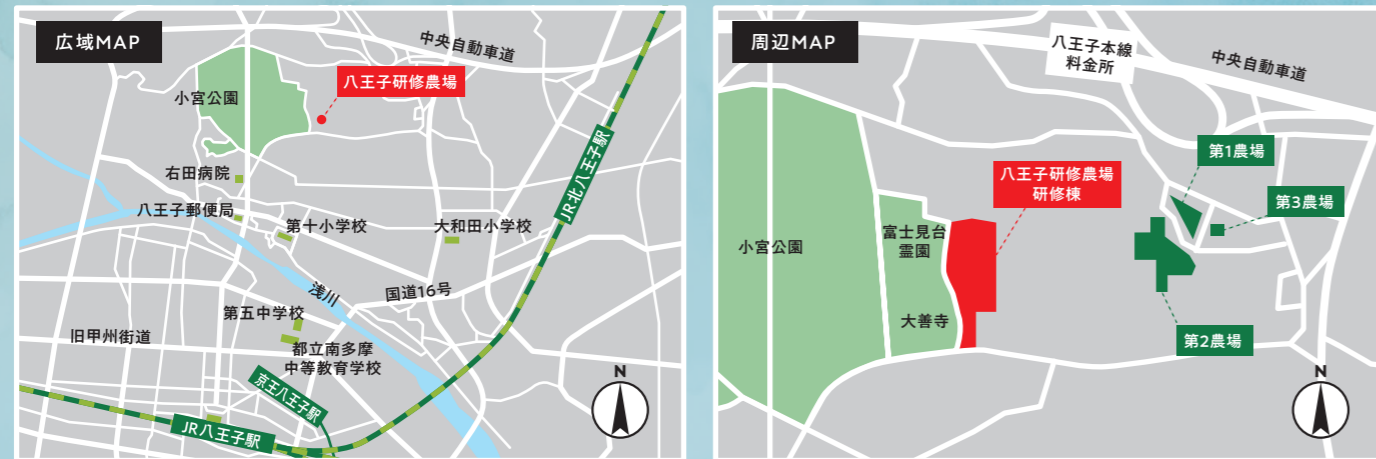 広域MAP
中央自動車道
八王子研修農場
小宮公園
JR北八王子駅
右田病院
八王子郵便局
第十小学校
大和田小学校
浅川
国道16号
第五中学校
旧甲州街道
都立南多摩
中等教育学校
京王八王子駅
JR八王子駅
N
周辺MAP
八王子本線
料金所
中央自動車道
第1農場
八王子研修農場
研修棟
第3農場
富士見台
霊園
小宮公園
大善寺
第2農場
N